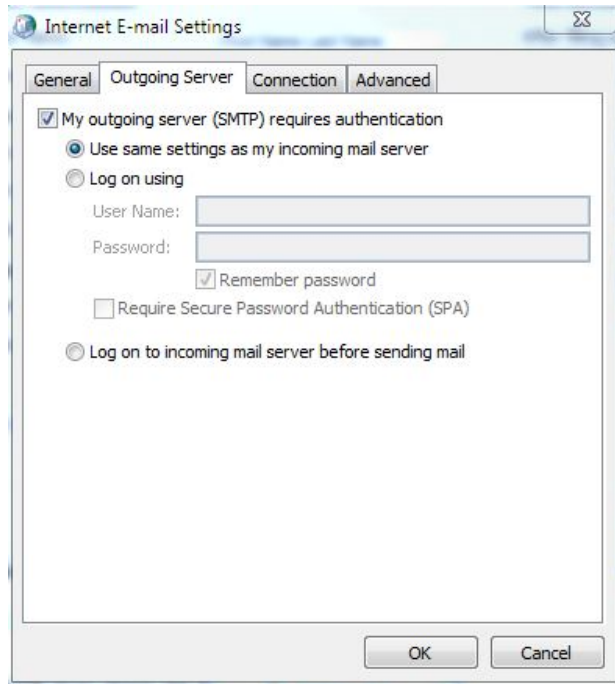 Internet E-mail Settings
General Outgoing Server Connection Advanced
My outgoing server (SMTP) requires authentication
Use same settings as my incoming mail server
Log on using
User Name:
Password:
Remember password
Require Secure Password Authentication (SPA)
Log on to incoming mail server before sending mail
OK Cancel